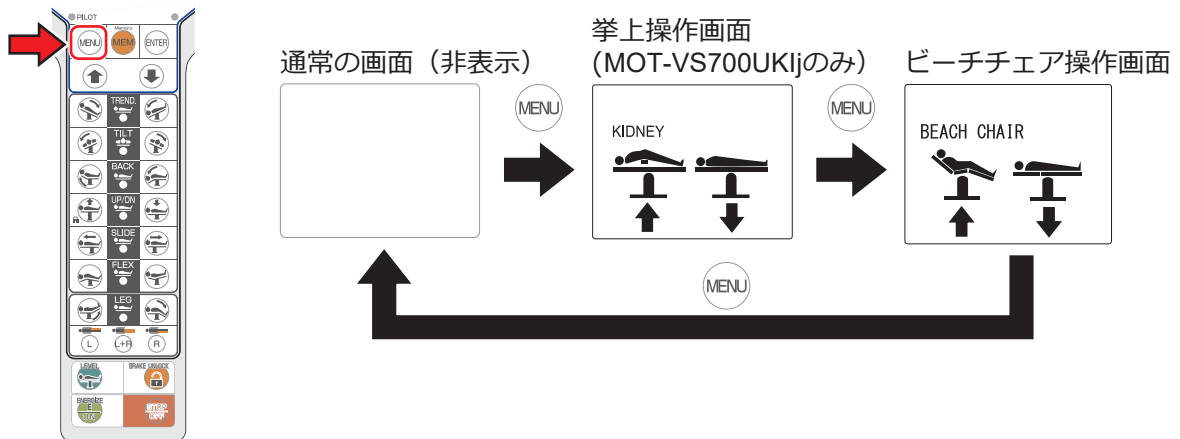 PILOT
MENU
Memory
MEM
ENTER
TREND.
TILT
BACK
UP/DN
SLIDE
FLEX
LEG
L
L+R
R
LEVEL
BRAKE UNLOCK
ENERGIZE
E
STOP
OFF
通常の画面（非表示）
MENU
挙上操作画面
(MOT-VS700UKIjのみ）
KIDNEY
MENU
ビーチチェア操作画面
BEACH CHAIR
MENU